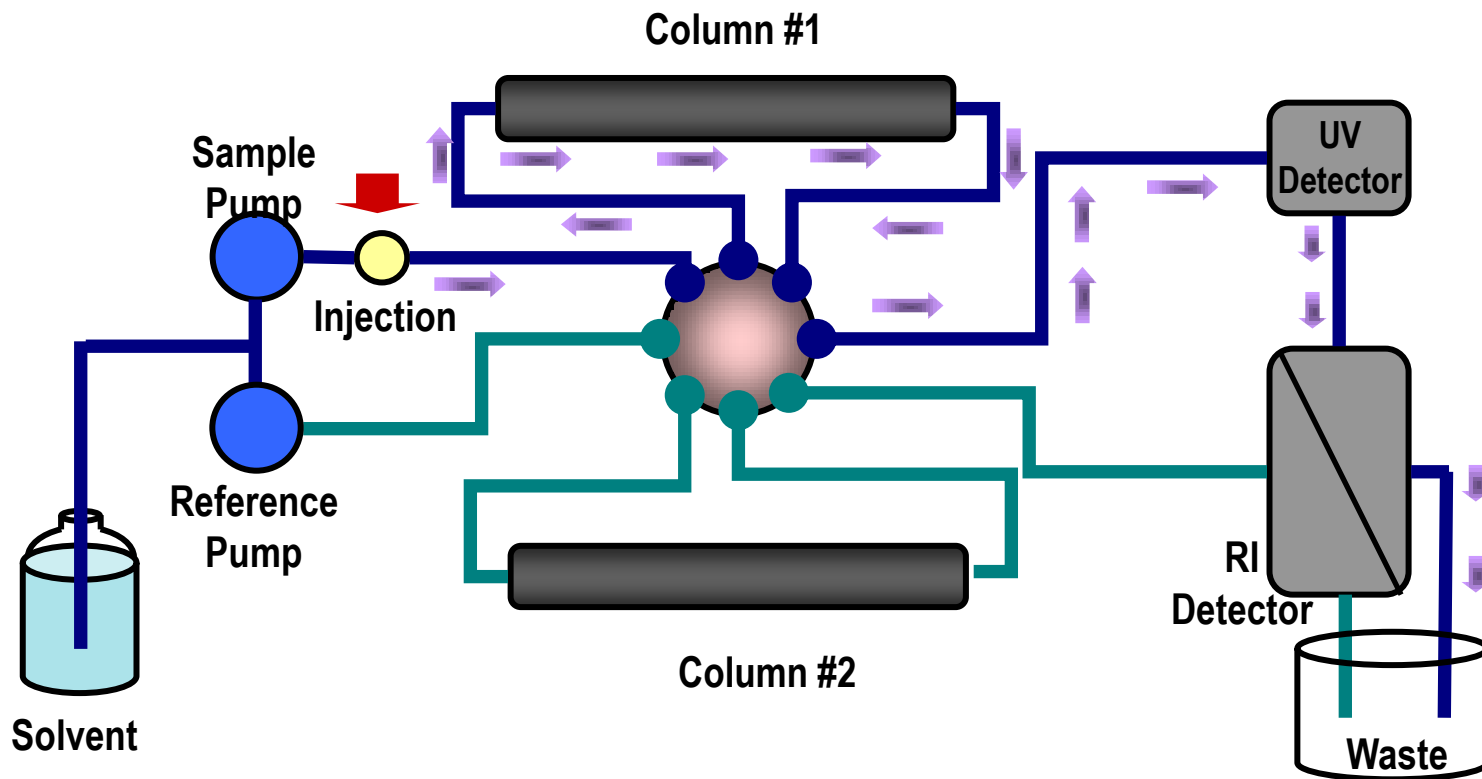 Column #1
Sample
Pump
Injection
UV
Detector
Reference
Pump
RI
Detector
Column #2
Solvent
Waste